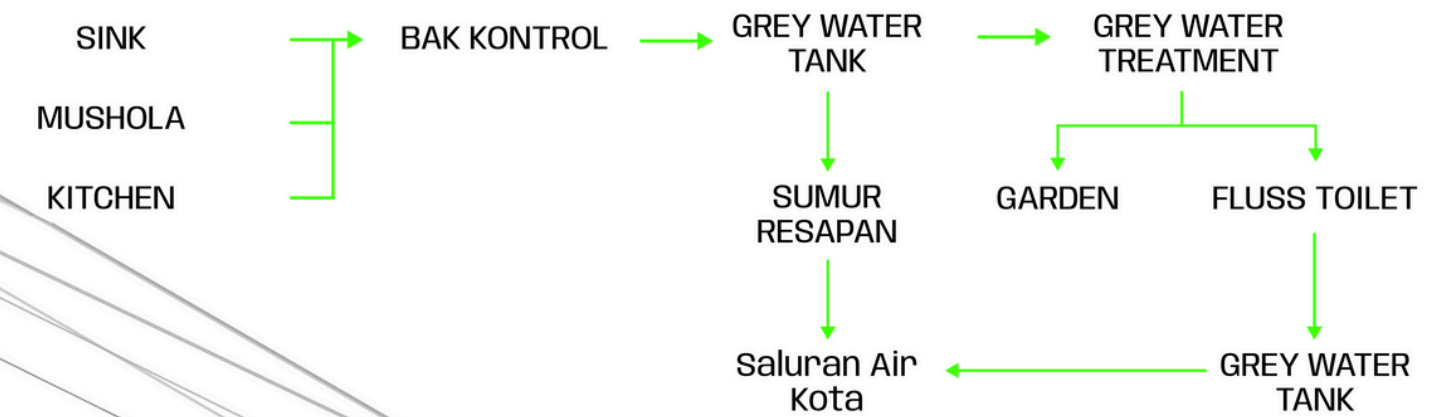 SINK
MUSHOLA
KITCHEN
BAK KONTROL
GREY WATER
TANK
GREY WATER
TREATMENT
SUMUR
RESAPAN
GARDEN
FLUSS TOILET
Saluran Air
Kota
GREY WATER
TANK